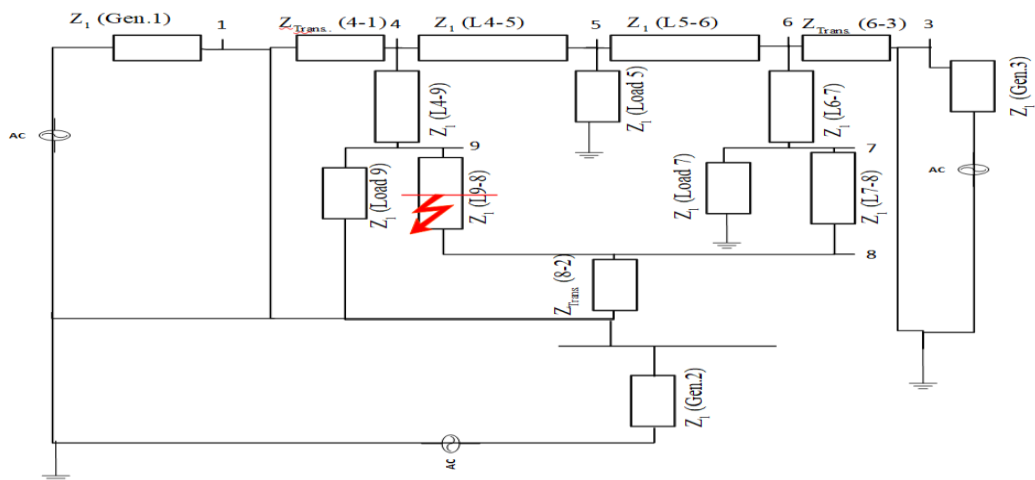 Z1 (Gen.1)
1
ZTrans.. (4-1)
4
Z1 (L4-5)
5
Z1 (L5-6)
6
ZTrans. (6-3)
3
Z1 (Gen.3)
AC
Z1 (L4-9)
Z1 (Load 5)
Z1 (L6-7)
9
7
AC
Z1 (Load 9)
Z1 (L9-8)
Z1 (Load 7)
Z1 (L7-8)
8
ZTrans. (8-2)
Z1 (Gen.2)
AC